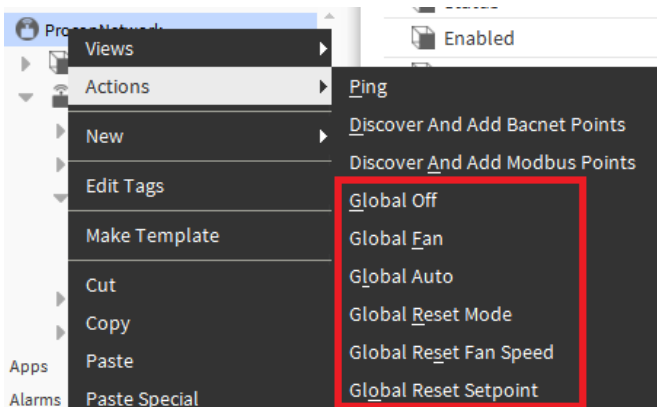 Enabled
Views
Actions
New
Edit Tags
Make Template
Cut
Copy
Paste
Paste Special
Ping
Discover And Add Bacnet Points
Discover And Add Modbus Points
Global Off
Global Fan
Global Auto
Global Reset Mode
Global Reset Fan Speed
Global Reset Setpoint
Apps
Alarms